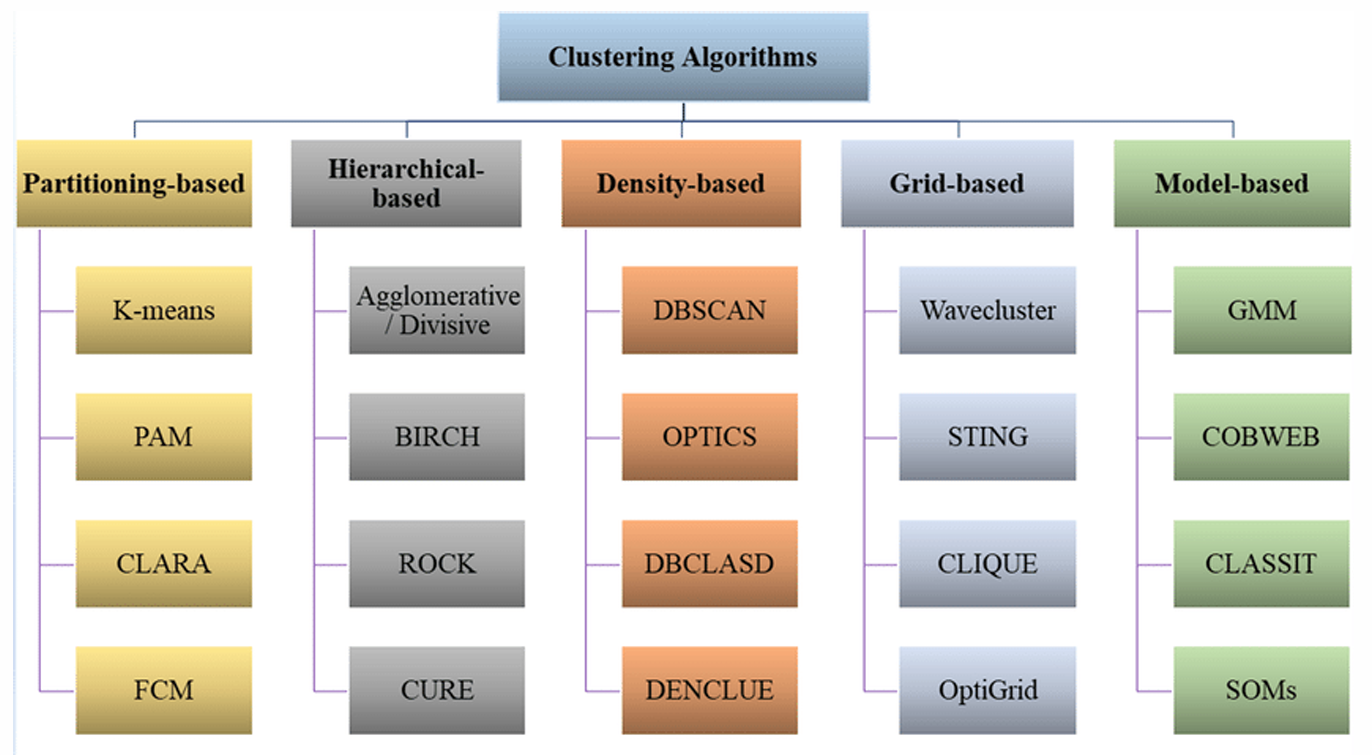 Clustering Algorithms
Partitioning-based
Hierarchical-
based
Density-based
Grid-based
Model-based
K-means
Agglomerative
/ Divisive
DBSCAN
Wavecluster
GMM
PAM
BIRCH
OPTICS
STING
COBWEB
CLARA
ROCK
DBCLASD
CLIQUE
CLASSIT
FCM
CURE
DENCLUE
OptiGrid
SOMs